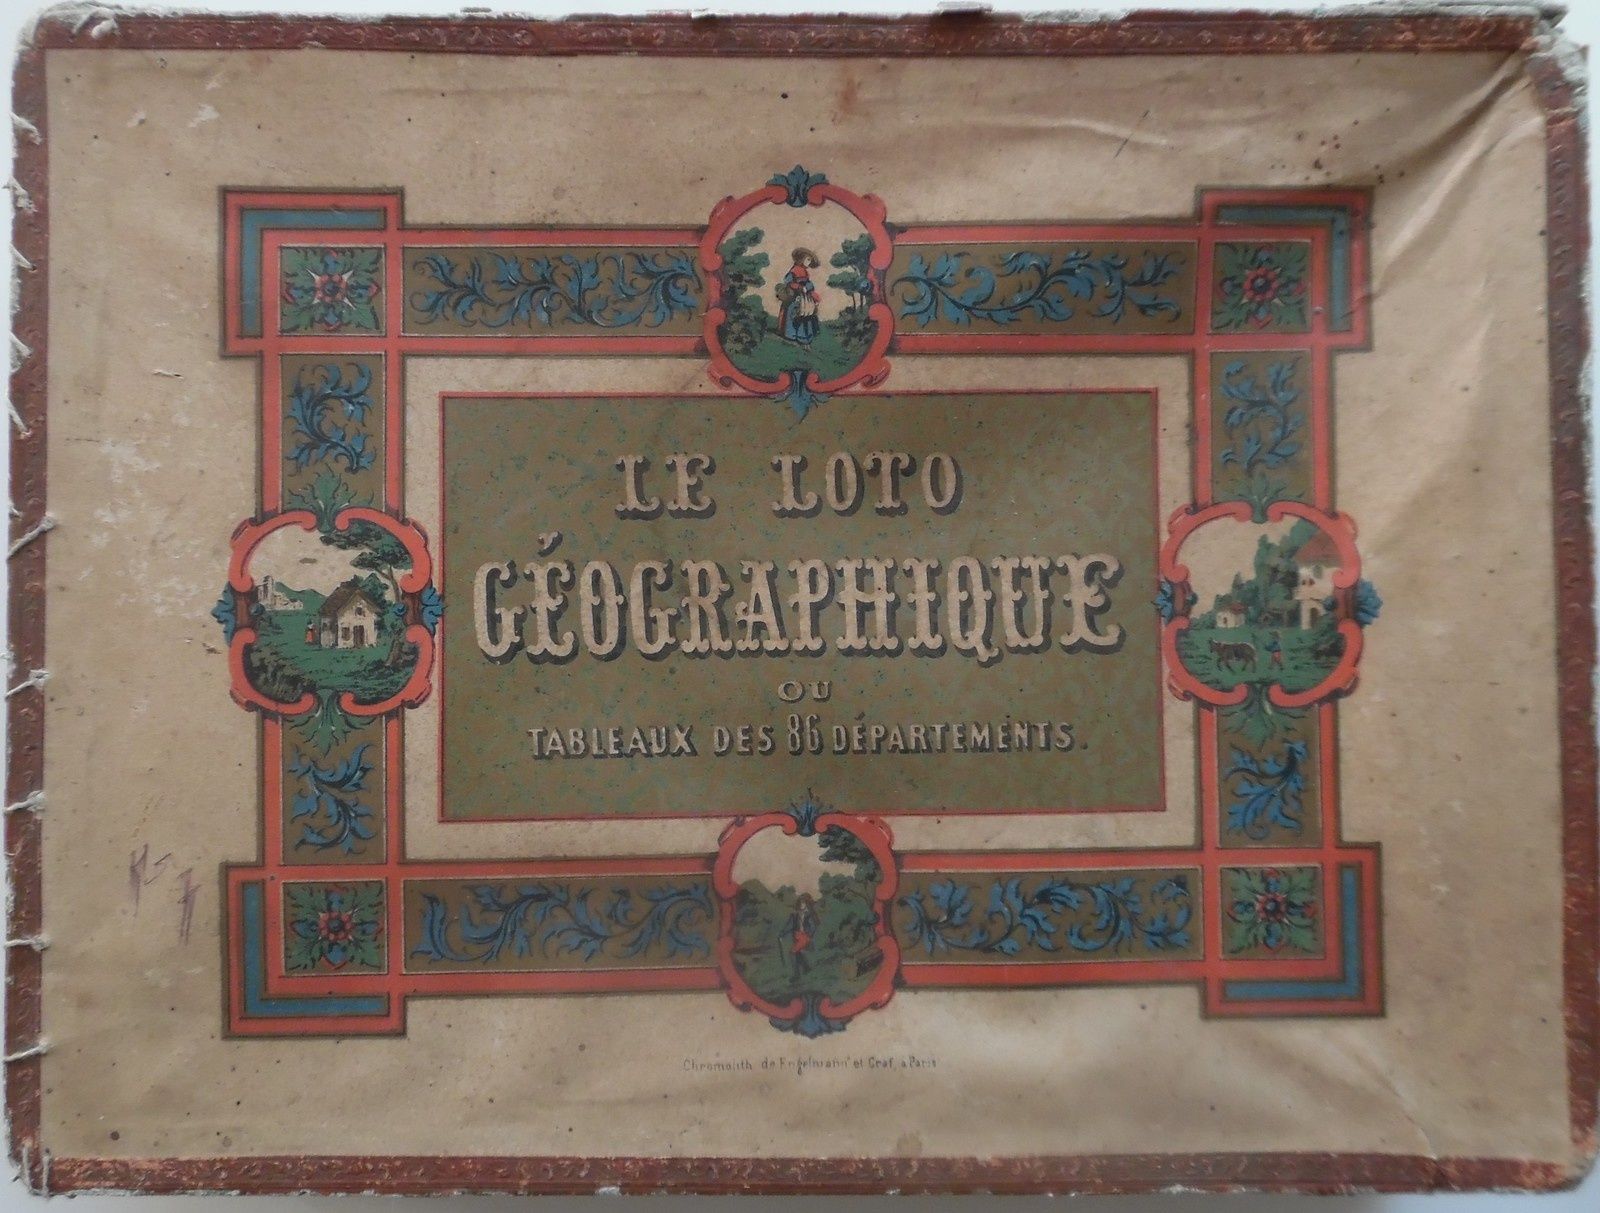 LE LOTO
GÉOGRAPHIQUE
OU
TABLEAUX DES 86 DÉPARTEMENTS.
Chromolith de Engelmann et Graf, à Paris